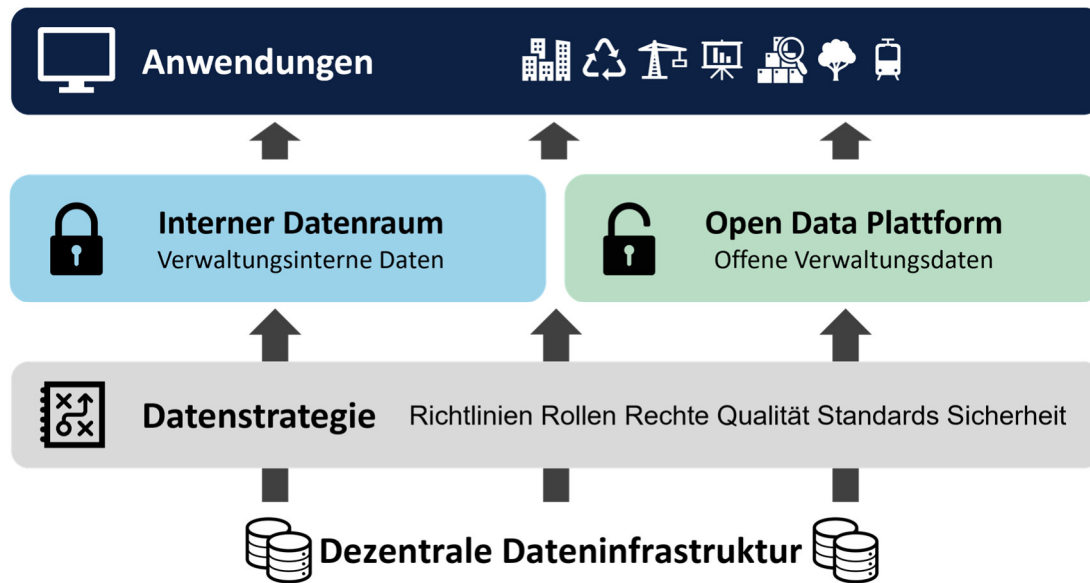 Anwendungen
Interner Datenraum
Verwaltungsinterne Daten
Open Data Plattform
Offene Verwaltungsdaten
Datenstrategie Richtlinien Rollen Rechte Qualität Standards Sicherheit
Dezentrale Dateninfrastruktur